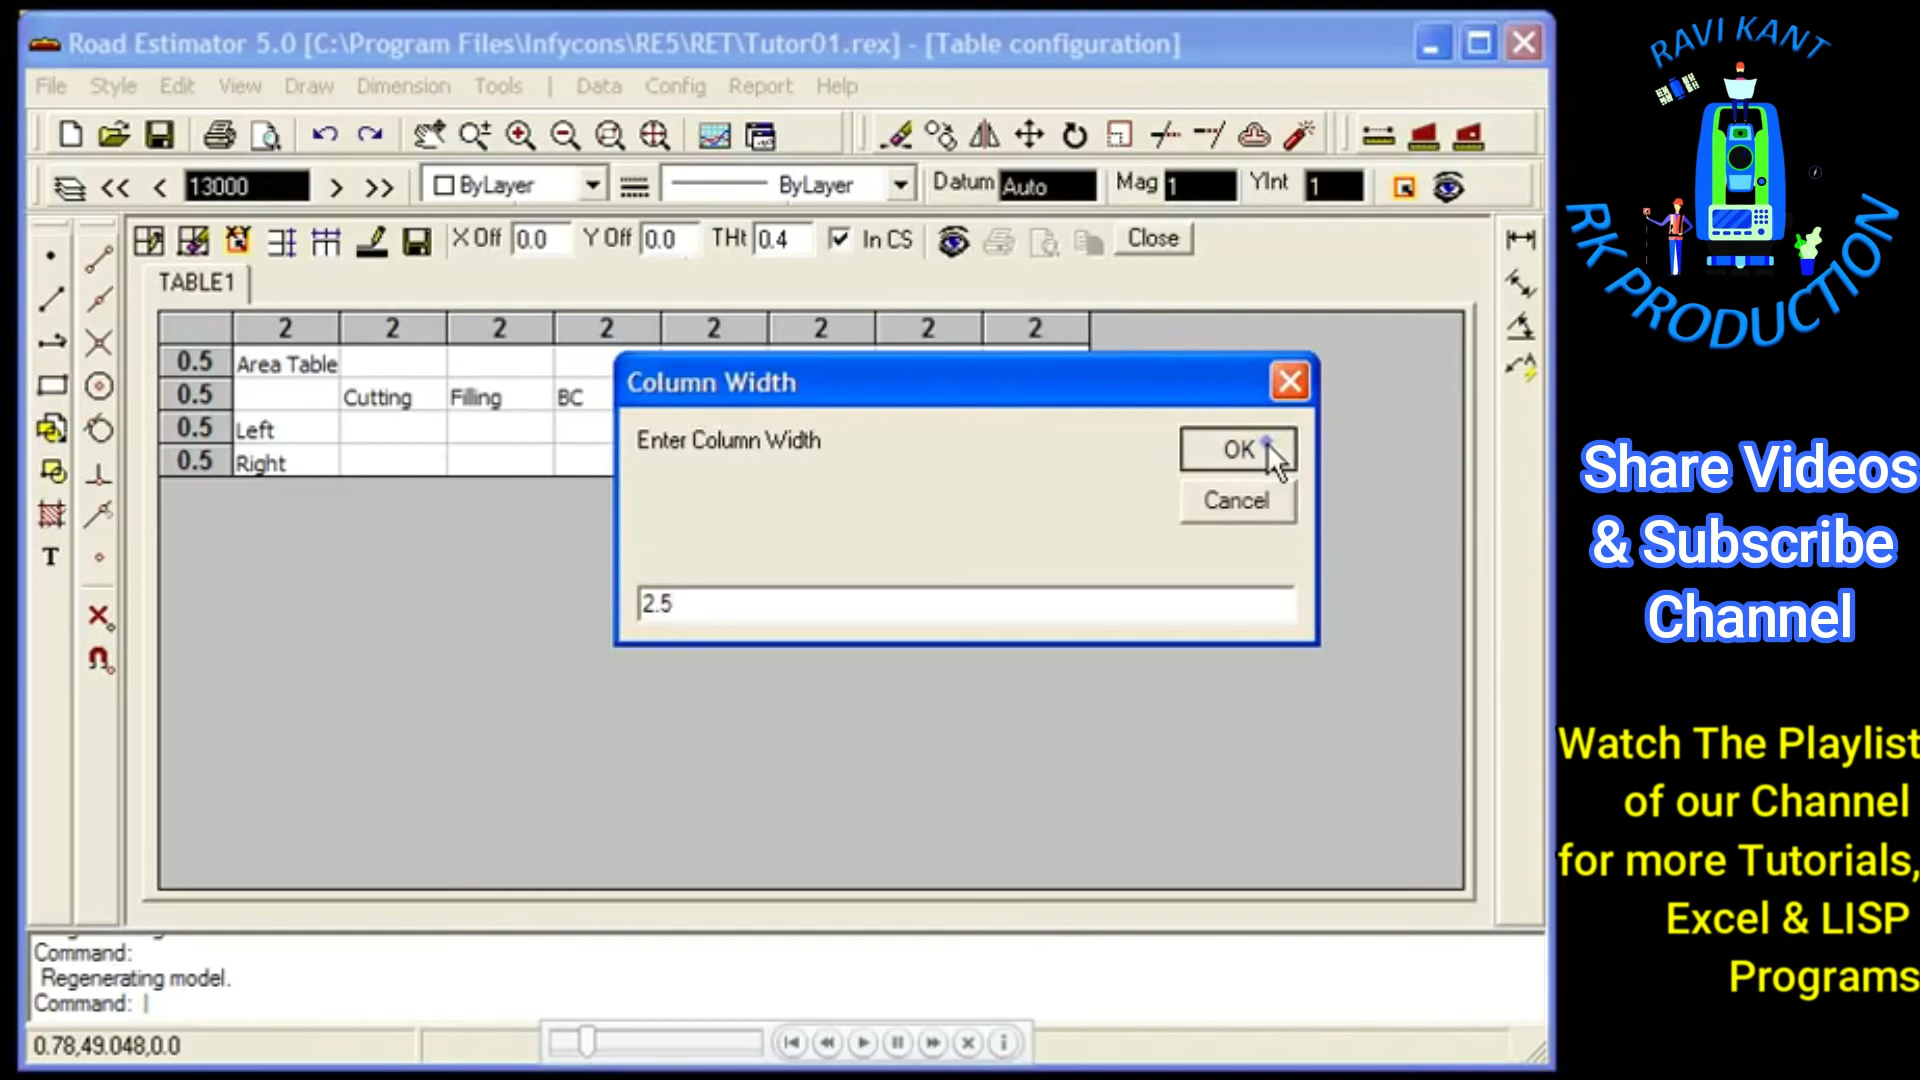 Road Estimator 5.0 [C:\Program Files\Infycons\RE5\RET\Tutor01.rex] - [Table configuration]
File Style Edit View Draw Dimension Tools | Data Config Report Help
<< < 13000 > >> ByLayer ByLayer Datum Auto Mag 1 YInt 1
X Off 0.0 Y Off 0.0 THt 0.4 In CS Close
TABLE1
2 2 2 2 2 2 2 2
0.5 Area Table
0.5 Cutting Filling BC
0.5 Left
0.5 Right
Column Width
Enter Column Width
OK
Cancel
2.5
T
Command:
Regenerating model.
Command:
0.78,49.048,0.0
RAVI KANT
RK PRODUCTION
Share Videos
& Subscribe
Channel
Watch The Playlist
of our Channel
for more Tutorials,
Excel & LISP
Programs